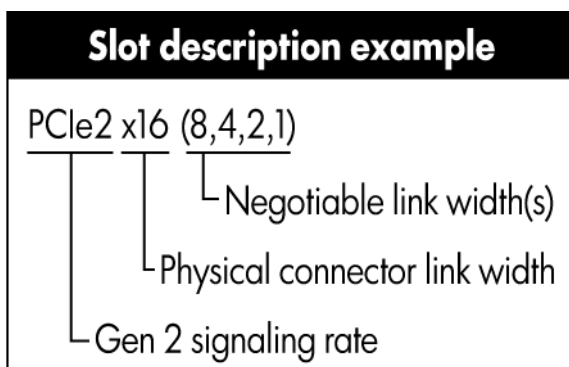 Slot description example
PCIe2 x16 (8,4,2,1)
Negotiable link width(s)
Physical connector link width
Gen 2 signaling rate